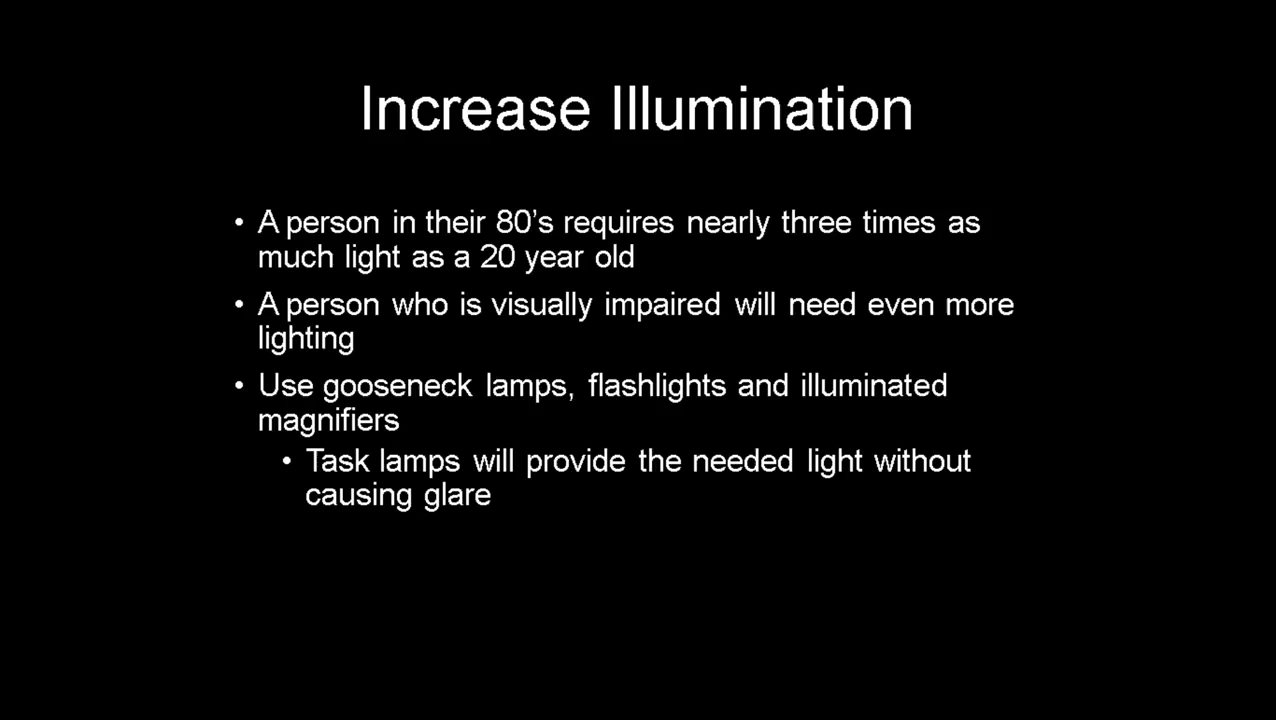 Increase Illumination
• A person in their 80’s requires nearly three times as
much light as a 20 year old
• A person who is visually impaired will need even more
lighting
• Use gooseneck lamps, flashlights and illuminated
magnifiers
• Task lamps will provide the needed light without
causing glare